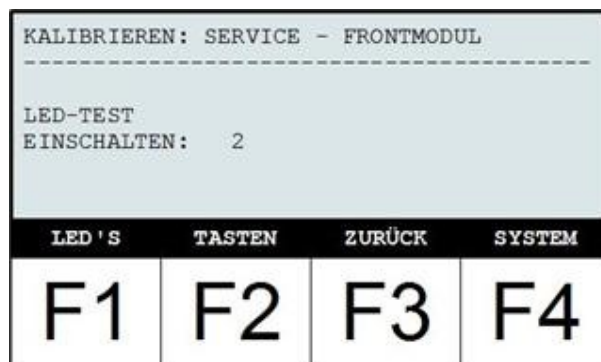 KALIBRIEREN: SERVICE - FRONTMODUL
-----------------------------------------
LED-TEST
EINSCHALTEN: 2
LED'S TASTEN ZURÜCK SYSTEM
F1 F2 F3 F4